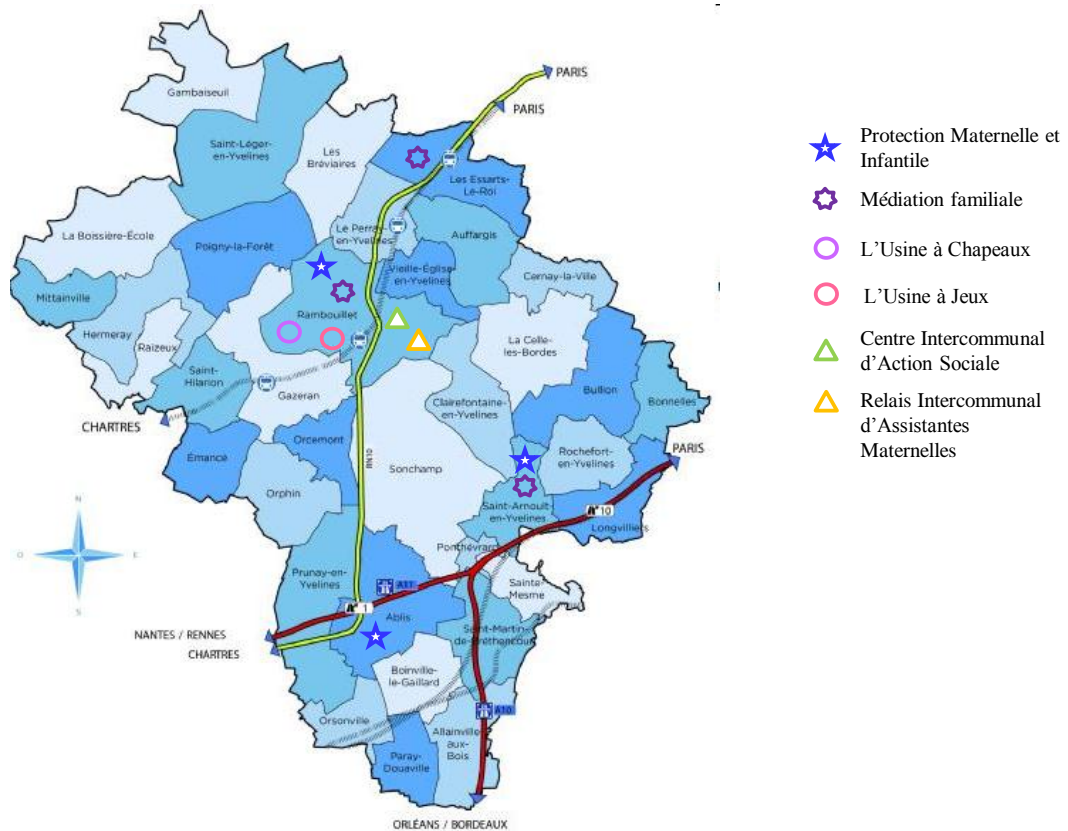 PARIS
PARIS
Gambaiseuil
Saint-Léger-
en-Yvelines
Les
Bréviaires
Les Essarts-
Le-Roi
La Boissière-École
Poigny-la-Forêt
Le Perray-
en-Yvelines
Auffargis
Mittainville
Vieille-Église-
en-Yvelines
Cernay-la-Ville
Hermeray
Raizeux
Rambouillet
La Celle-
les-Bordes
Saint-
Hilarion
Gazeran
Clairefontaine-
en-Yvelines
Bullion
Bonnelles
CHARTRES
Émancé
Orcemont
RN10
Sonchamp
Rochefort-
en-Yvelines
PARIS
Orphin
Saint-Arnoult-
en-Yvelines
10
Longvilliers
N
O
E
S
Ponthévrard
Prunay-en-
Yvelines
A11
Sainte-
Mesme
1
Ablis
NANTES / RENNES
CHARTRES
Saint-Martin-
de-Bréthencourt
Boinville-
le-Gaillard
Orsonville
A10
Allainville
aux-
Bois
Paray-
Douaville
ORLÉANS / BORDEAUX
Protection Maternelle et
Infantile
Médiation familiale
L'Usine à Chapeaux
L'Usine à Jeux
Centre Intercommunal
d'Action Sociale
Relais Intercommunal
d'Assistantes
Maternelles